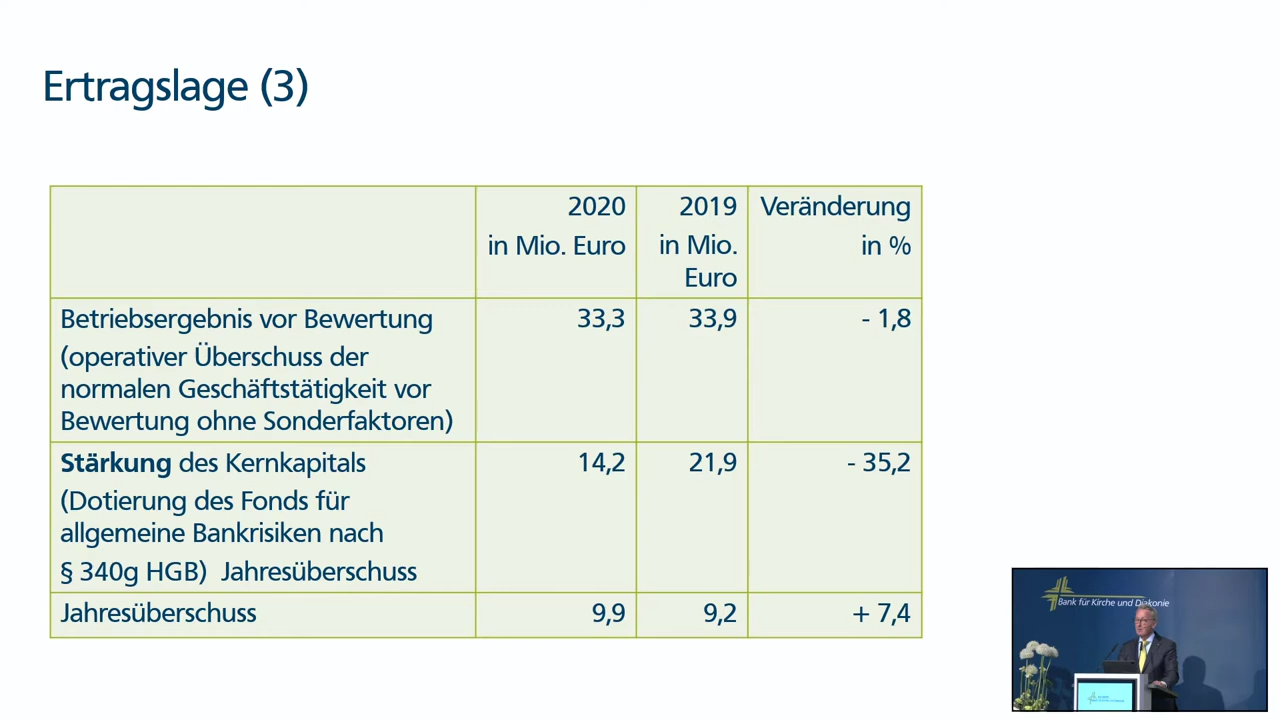 Ertragslage (3)
2020
in Mio. Euro
2019
in Mio.
Euro
Veränderung
in %
Betriebsergebnis vor Bewertung
(operativer Überschuss der
normalen Geschäftstätigkeit vor
Bewertung ohne Sonderfaktoren)
33,3
33,9
- 1,8
Stärkung des Kernkapitals
(Dotierung des Fonds für
allgemeine Bankrisiken nach
§ 340g HGB)  Jahresüberschuss
14,2
21,9
- 35,2
Jahresüberschuss
9,9
9,2
+ 7,4
Bank für Kirche und Diakonie